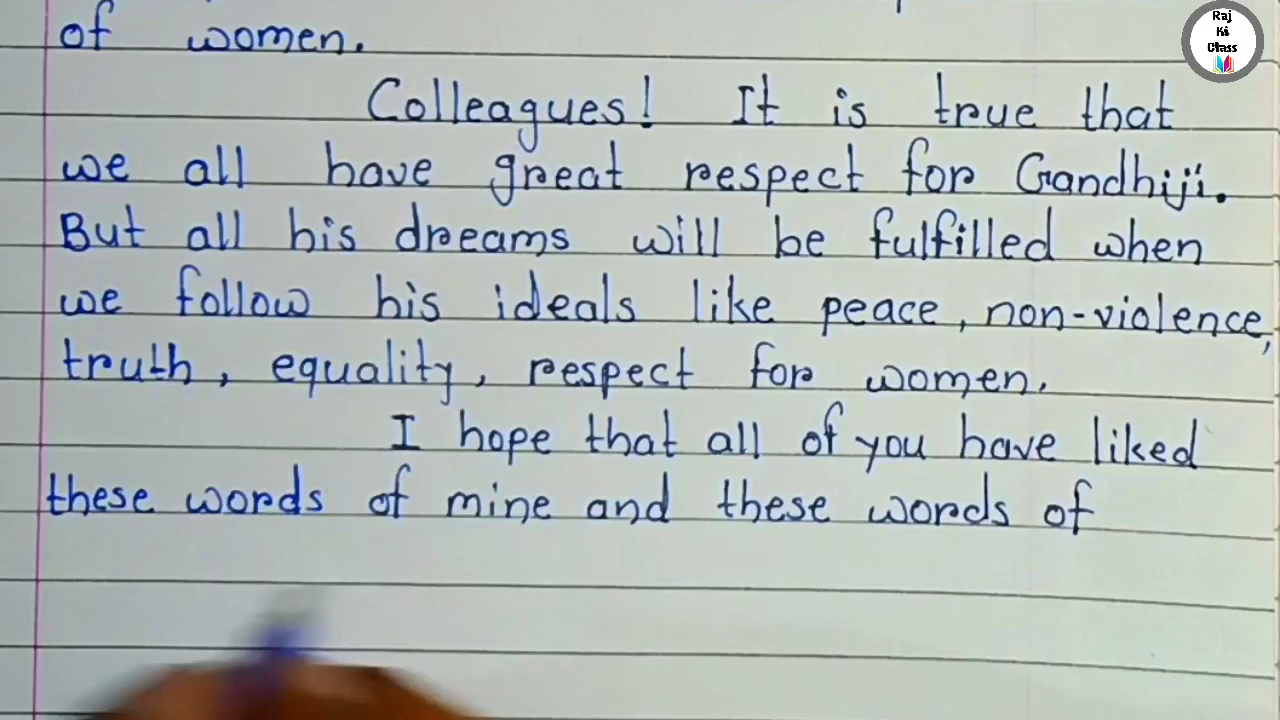 of women.
Colleagues! It is true that
we all have great respect for Gandhiji.
But all his dreams will be fulfilled when
we follow his ideals like peace, non-violence,
truth, equality, respect for women.
I hope that all of you have liked
these words of mine and these words of
Raj
Ki
Class